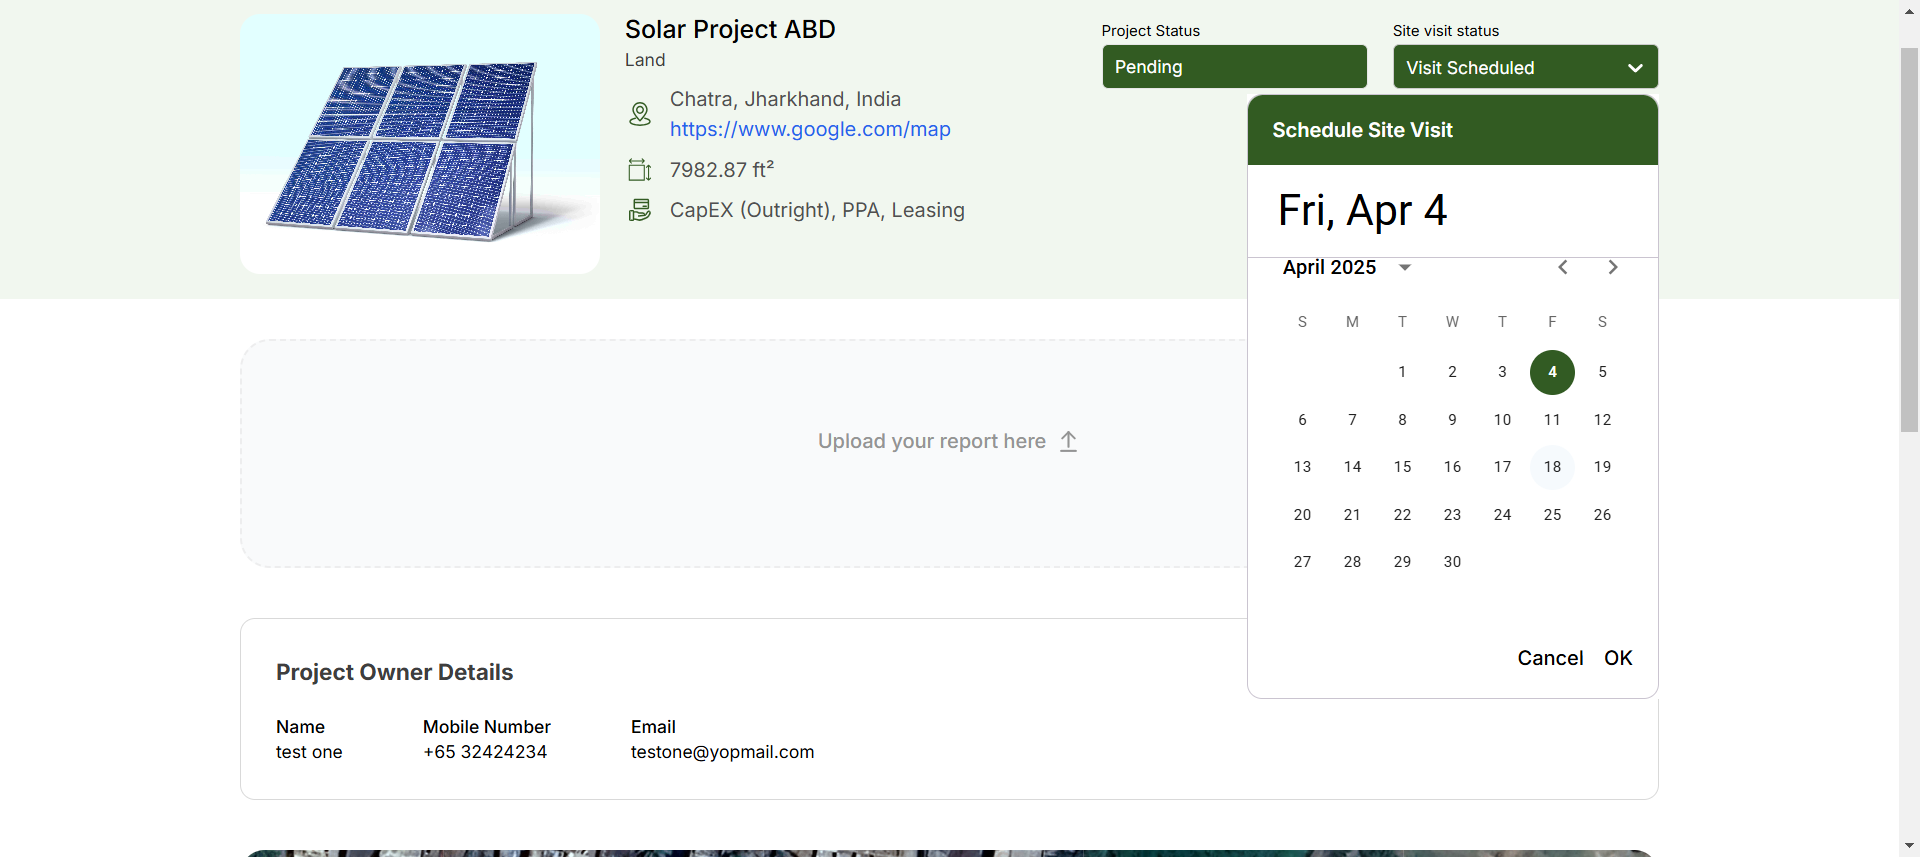 Solar Project ABD
Land
Chatra, Jharkhand, India
https://www.google.com/map
7982.87 ft²
CapEX (Outright), PPA, Leasing
Project Status
Pending
Site visit status
Visit Scheduled
Schedule Site Visit
Fri, Apr 4
April 2025
S M T W T F S
1 2 3 4 5
6 7 8 9 10 11 12
13 14 15 16 17 18 19
20 21 22 23 24 25 26
27 28 29 30
Cancel OK
Upload your report here
Project Owner Details
Name Mobile Number Email
test one +65 32424234 testone@yopmail.com